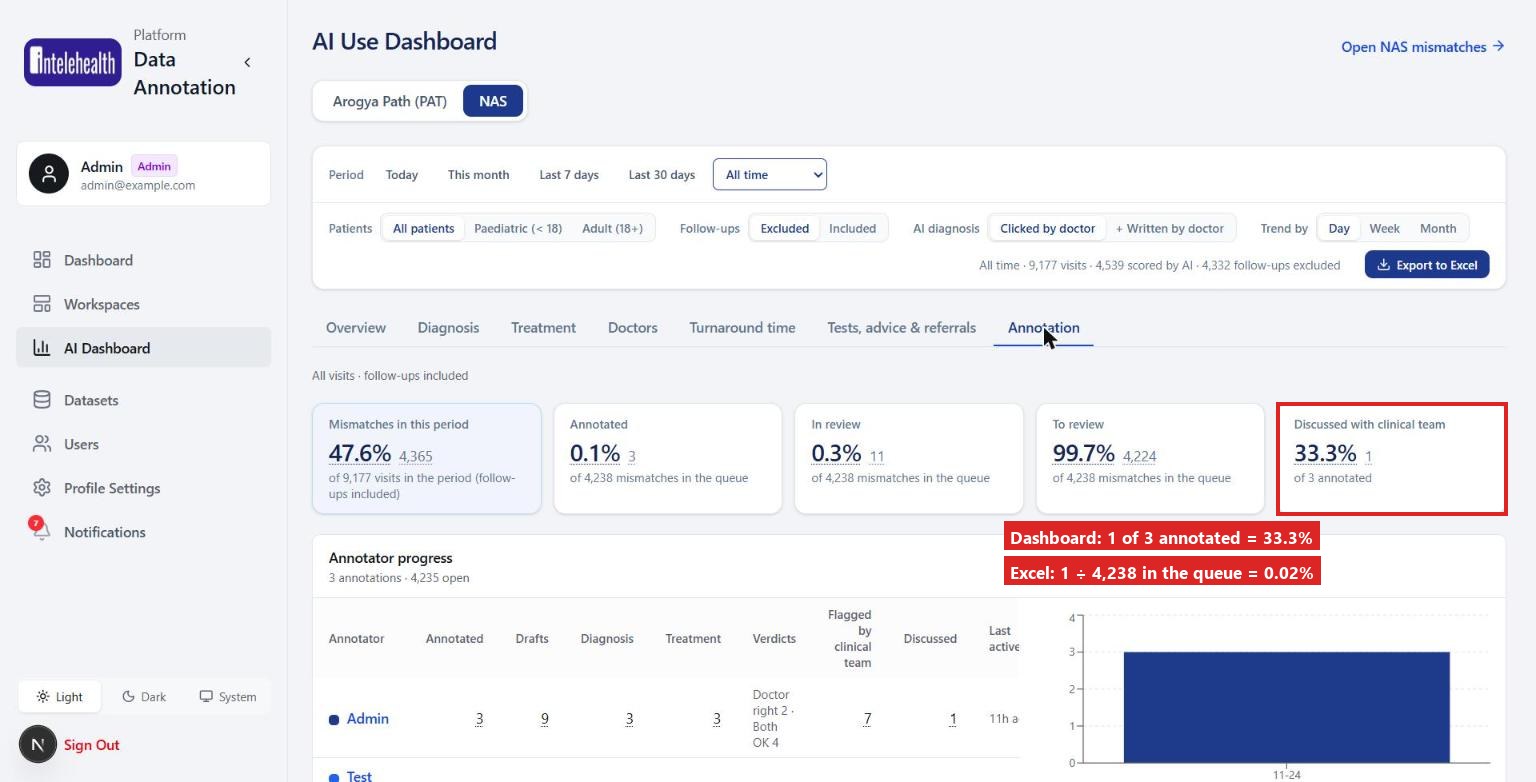 intelehealth
Platform
Data
Annotation
Admin Admin
admin@example.com
Dashboard
Workspaces
AI Dashboard
Datasets
Users
Profile Settings
7
Notifications
Light Dark System
N Sign Out
AI Use Dashboard
Open NAS mismatches →
Arogya Path (PAT) NAS
Period Today This month Last 7 days Last 30 days All time
Patients All patients Paediatric (< 18) Adult (18+) Follow-ups Excluded Included AI diagnosis Clicked by doctor + Written by doctor Trend by Day Week Month
All time · 9,177 visits · 4,539 scored by AI · 4,332 follow-ups excluded Export to Excel
Overview Diagnosis Treatment Doctors Turnaround time Tests, advice & referrals Annotation
All visits · follow-ups included
Mismatches in this period
47.6% 4,365
of 9,177 visits in the period (follow-
ups included)
Annotated
0.1% 3
of 4,238 mismatches in the queue
In review
0.3% 11
of 4,238 mismatches in the queue
To review
99.7% 4,224
of 4,238 mismatches in the queue
Discussed with clinical team
33.3% 1
of 3 annotated
Dashboard: 1 of 3 annotated = 33.3%
Excel: 1 ÷ 4,238 in the queue = 0.02%
Annotator progress
3 annotations · 4,235 open
Annotator Annotated Drafts Diagnosis Treatment Verdicts Flagged by clinical team Discussed Last active
Admin 3 9 3 3 Doctor right 2 · Both OK 4 7 1 11h a
Test
4
3
2
1
0
11-24